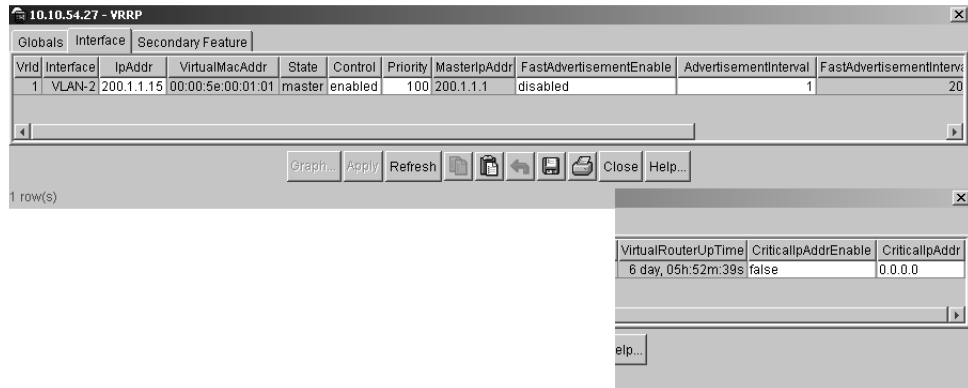 10.10.54.27 - VRRP
Globals Interface Secondary Feature
VrId Interface IpAddr VirtualMacAddr State Control Priority MasterIpAddr FastAdvertisementEnable AdvertisementInterval FastAdvertisementInterva
1 VLAN-2 200.1.1.15 00:00:5e:00:01:01 master enabled 100 200.1.1.1 disabled 1 20
Graph... Apply Refresh Close Help...
1 row(s)
VirtualRouterUpTime CriticalIpAddrEnable CriticalIpAddr
6 day, 05h:52m:39s false 0.0.0.0
elp...